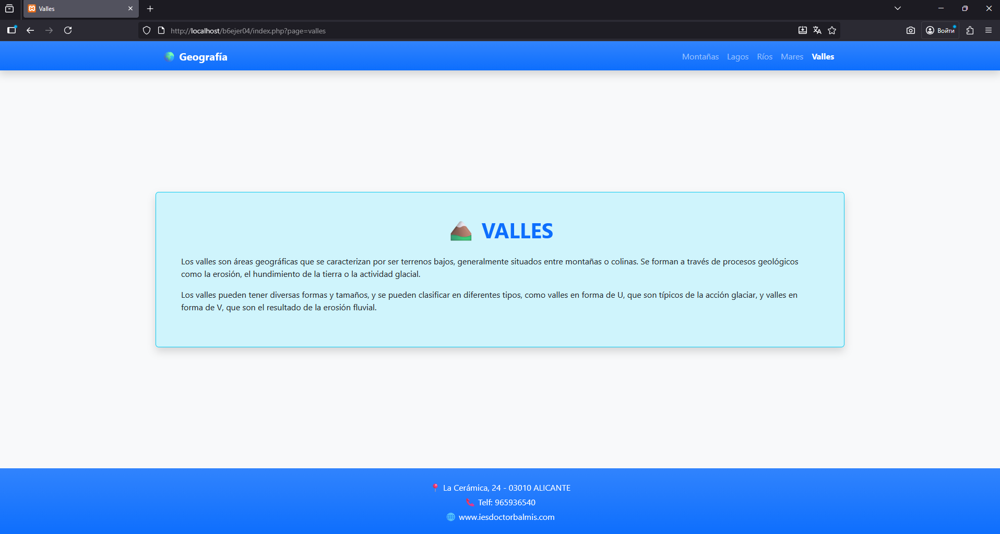 Valles
http://localhost/b6ejer04/index.php?page=valles
Войти
Geografía
Montañas Lagos Ríos Mares Valles
VALLES
Los valles son áreas geográficas que se caracterizan por ser terrenos bajos, generalmente situados entre montañas o colinas. Se forman a través de procesos geológicos
como la erosión, el hundimiento de la tierra o la actividad glacial.
Los valles pueden tener diversas formas y tamaños, y se pueden clasificar en diferentes tipos, como valles en forma de U, que son típicos de la acción glaciar, y valles en
forma de V, que son el resultado de la erosión fluvial.
La Cerámica, 24 - 03010 ALICANTE
Telf: 965936540
www.iesdoctorbalmis.com